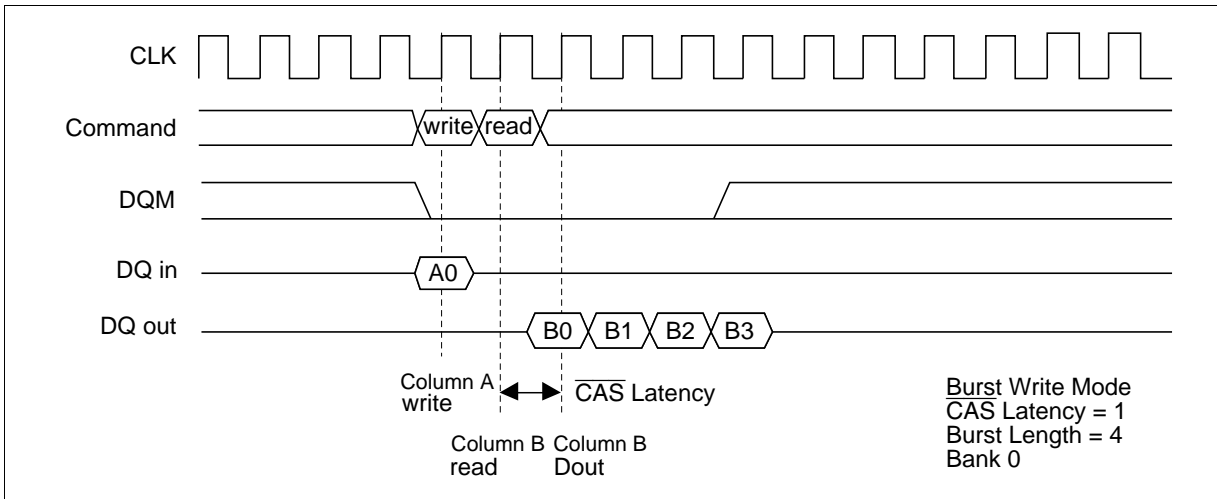 CLK
Command
write
read
DQM
DQ in
A0
DQ out
B0
B1
B2
B3
Column A
write
CAS Latency
Column B
read
Column B
Dout
Burst Write Mode
CAS Latency = 1
Burst Length = 4
Bank 0